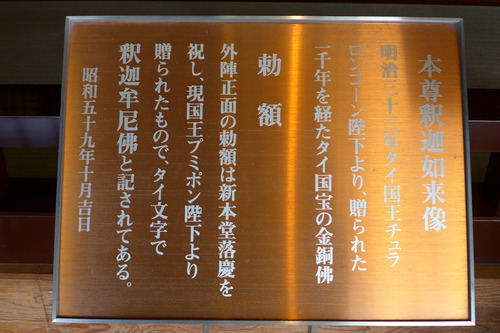 本尊釈迦如来像
明治三十三年タイ国王チュラ
ロンコーン陛下より、贈られた
一千年を経たタイ国宝の金銅佛
勅額
外陣正面の勅額は新本堂落慶を
祝し、現国王プミポン陛下より
贈られたもので、タイ文字で
釈迦牟尼佛と記されてある。
昭和五十九年十月吉日